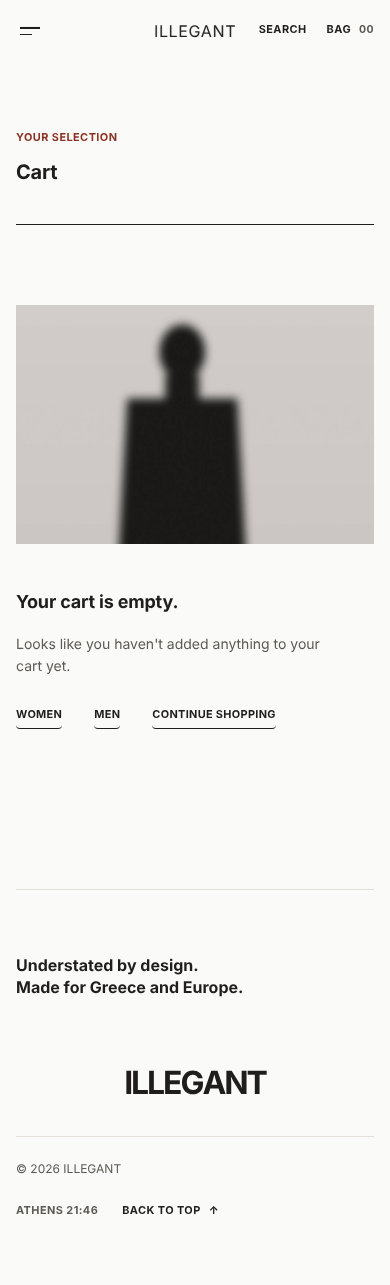 ILLEGANT SEARCH BAG 00
YOUR SELECTION
Cart
Your cart is empty.
Looks like you haven't added anything to your
cart yet.
WOMEN MEN CONTINUE SHOPPING
Understated by design.
Made for Greece and Europe.
ILLEGANT
© 2026 ILLEGANT
ATHENS 21:46 BACK TO TOP ↑